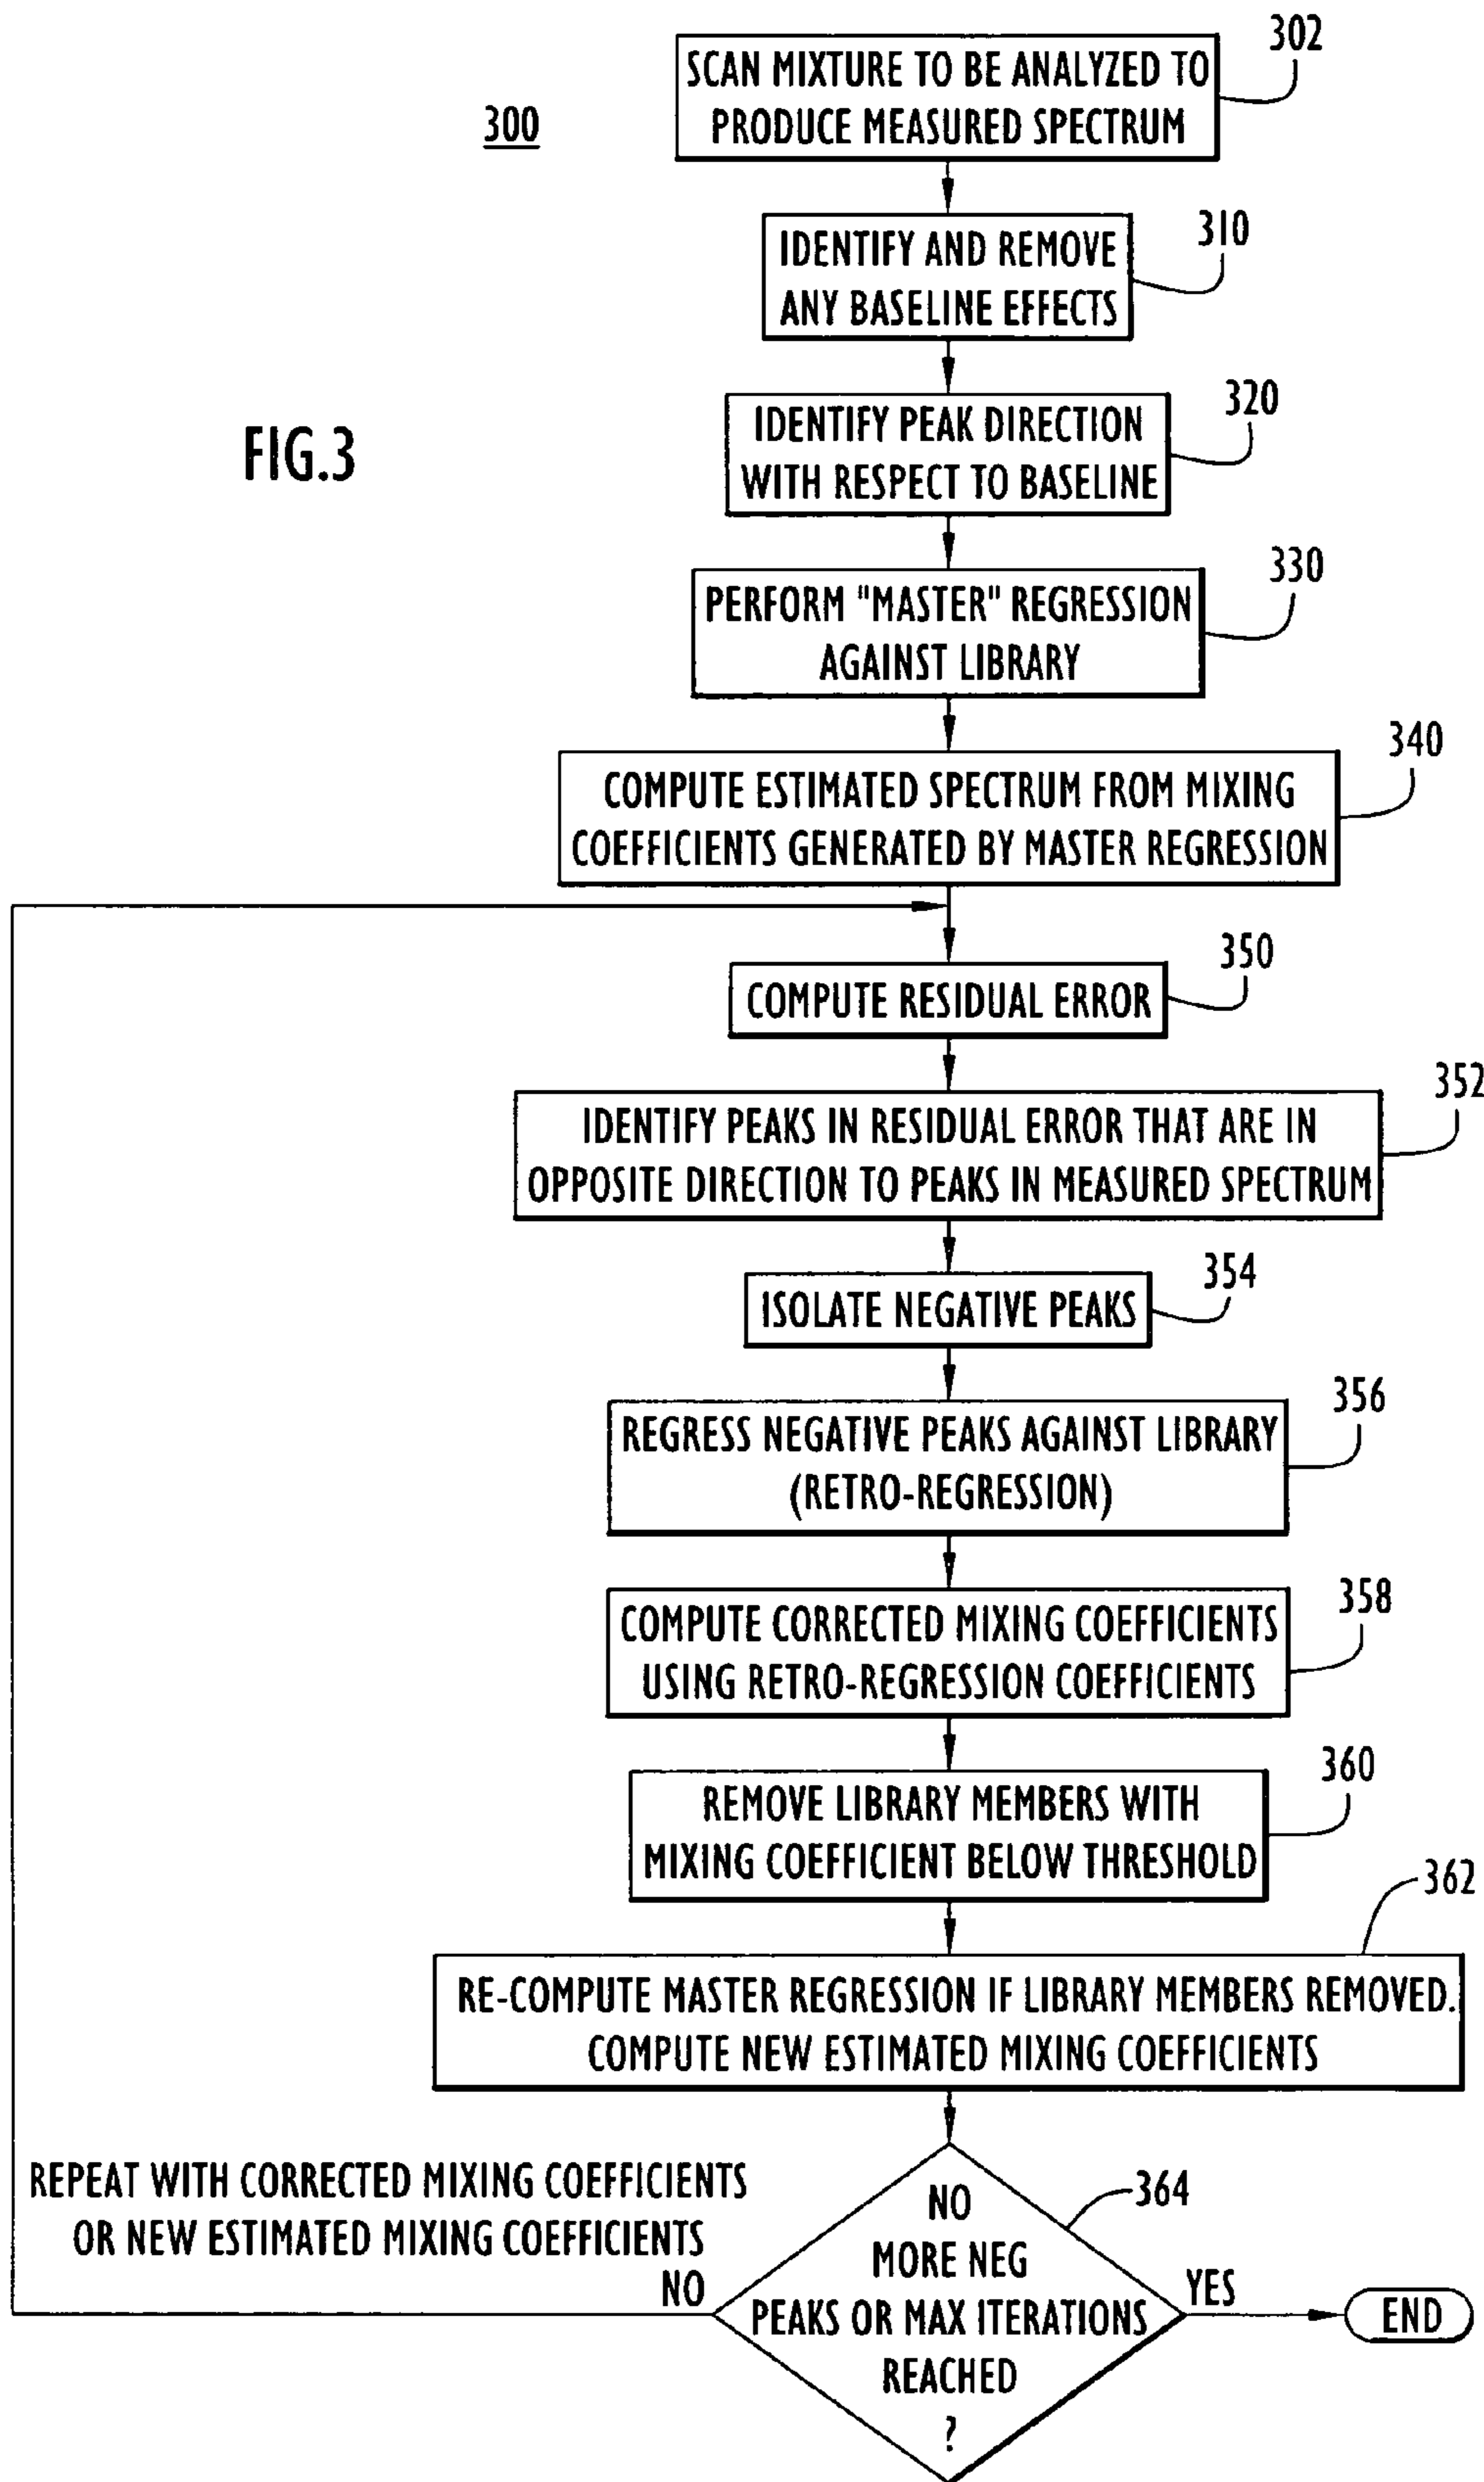 302
SCAN MIXTURE TO BE ANALYZED TO
PRODUCE MEASURED SPECTRUM
300
310
IDENTIFY AND REMOVE
ANY BASELINE EFFECTS
320
IDENTIFY PEAK DIRECTION
WITH RESPECT TO BASELINE
FIG.3
330
PERFORM "MASTER" REGRESSION
AGAINST LIBRARY
340
COMPUTE ESTIMATED SPECTRUM FROM MIXING
COEFFICIENTS GENERATED BY MASTER REGRESSION
350
COMPUTE RESIDUAL ERROR
352
IDENTIFY PEAKS IN RESIDUAL ERROR THAT ARE IN
OPPOSITE DIRECTION TO PEAKS IN MEASURED SPECTRUM
354
ISOLATE NEGATIVE PEAKS
356
REGRESS NEGATIVE PEAKS AGAINST LIBRARY
(RETRO-REGRESSION)
358
COMPUTE CORRECTED MIXING COEFFICIENTS
USING RETRO-REGRESSION COEFFICIENTS
360
REMOVE LIBRARY MEMBERS WITH
MIXING COEFFICIENT BELOW THRESHOLD
362
RE-COMPUTE MASTER REGRESSION IF LIBRARY MEMBERS REMOVED.
COMPUTE NEW ESTIMATED MIXING COEFFICIENTS
REPEAT WITH CORRECTED MIXING COEFFICIENTS
OR NEW ESTIMATED MIXING COEFFICIENTS
NO
364
NO
MORE NEG
PEAKS OR MAX ITERATIONS
REACHED
?
YES
END